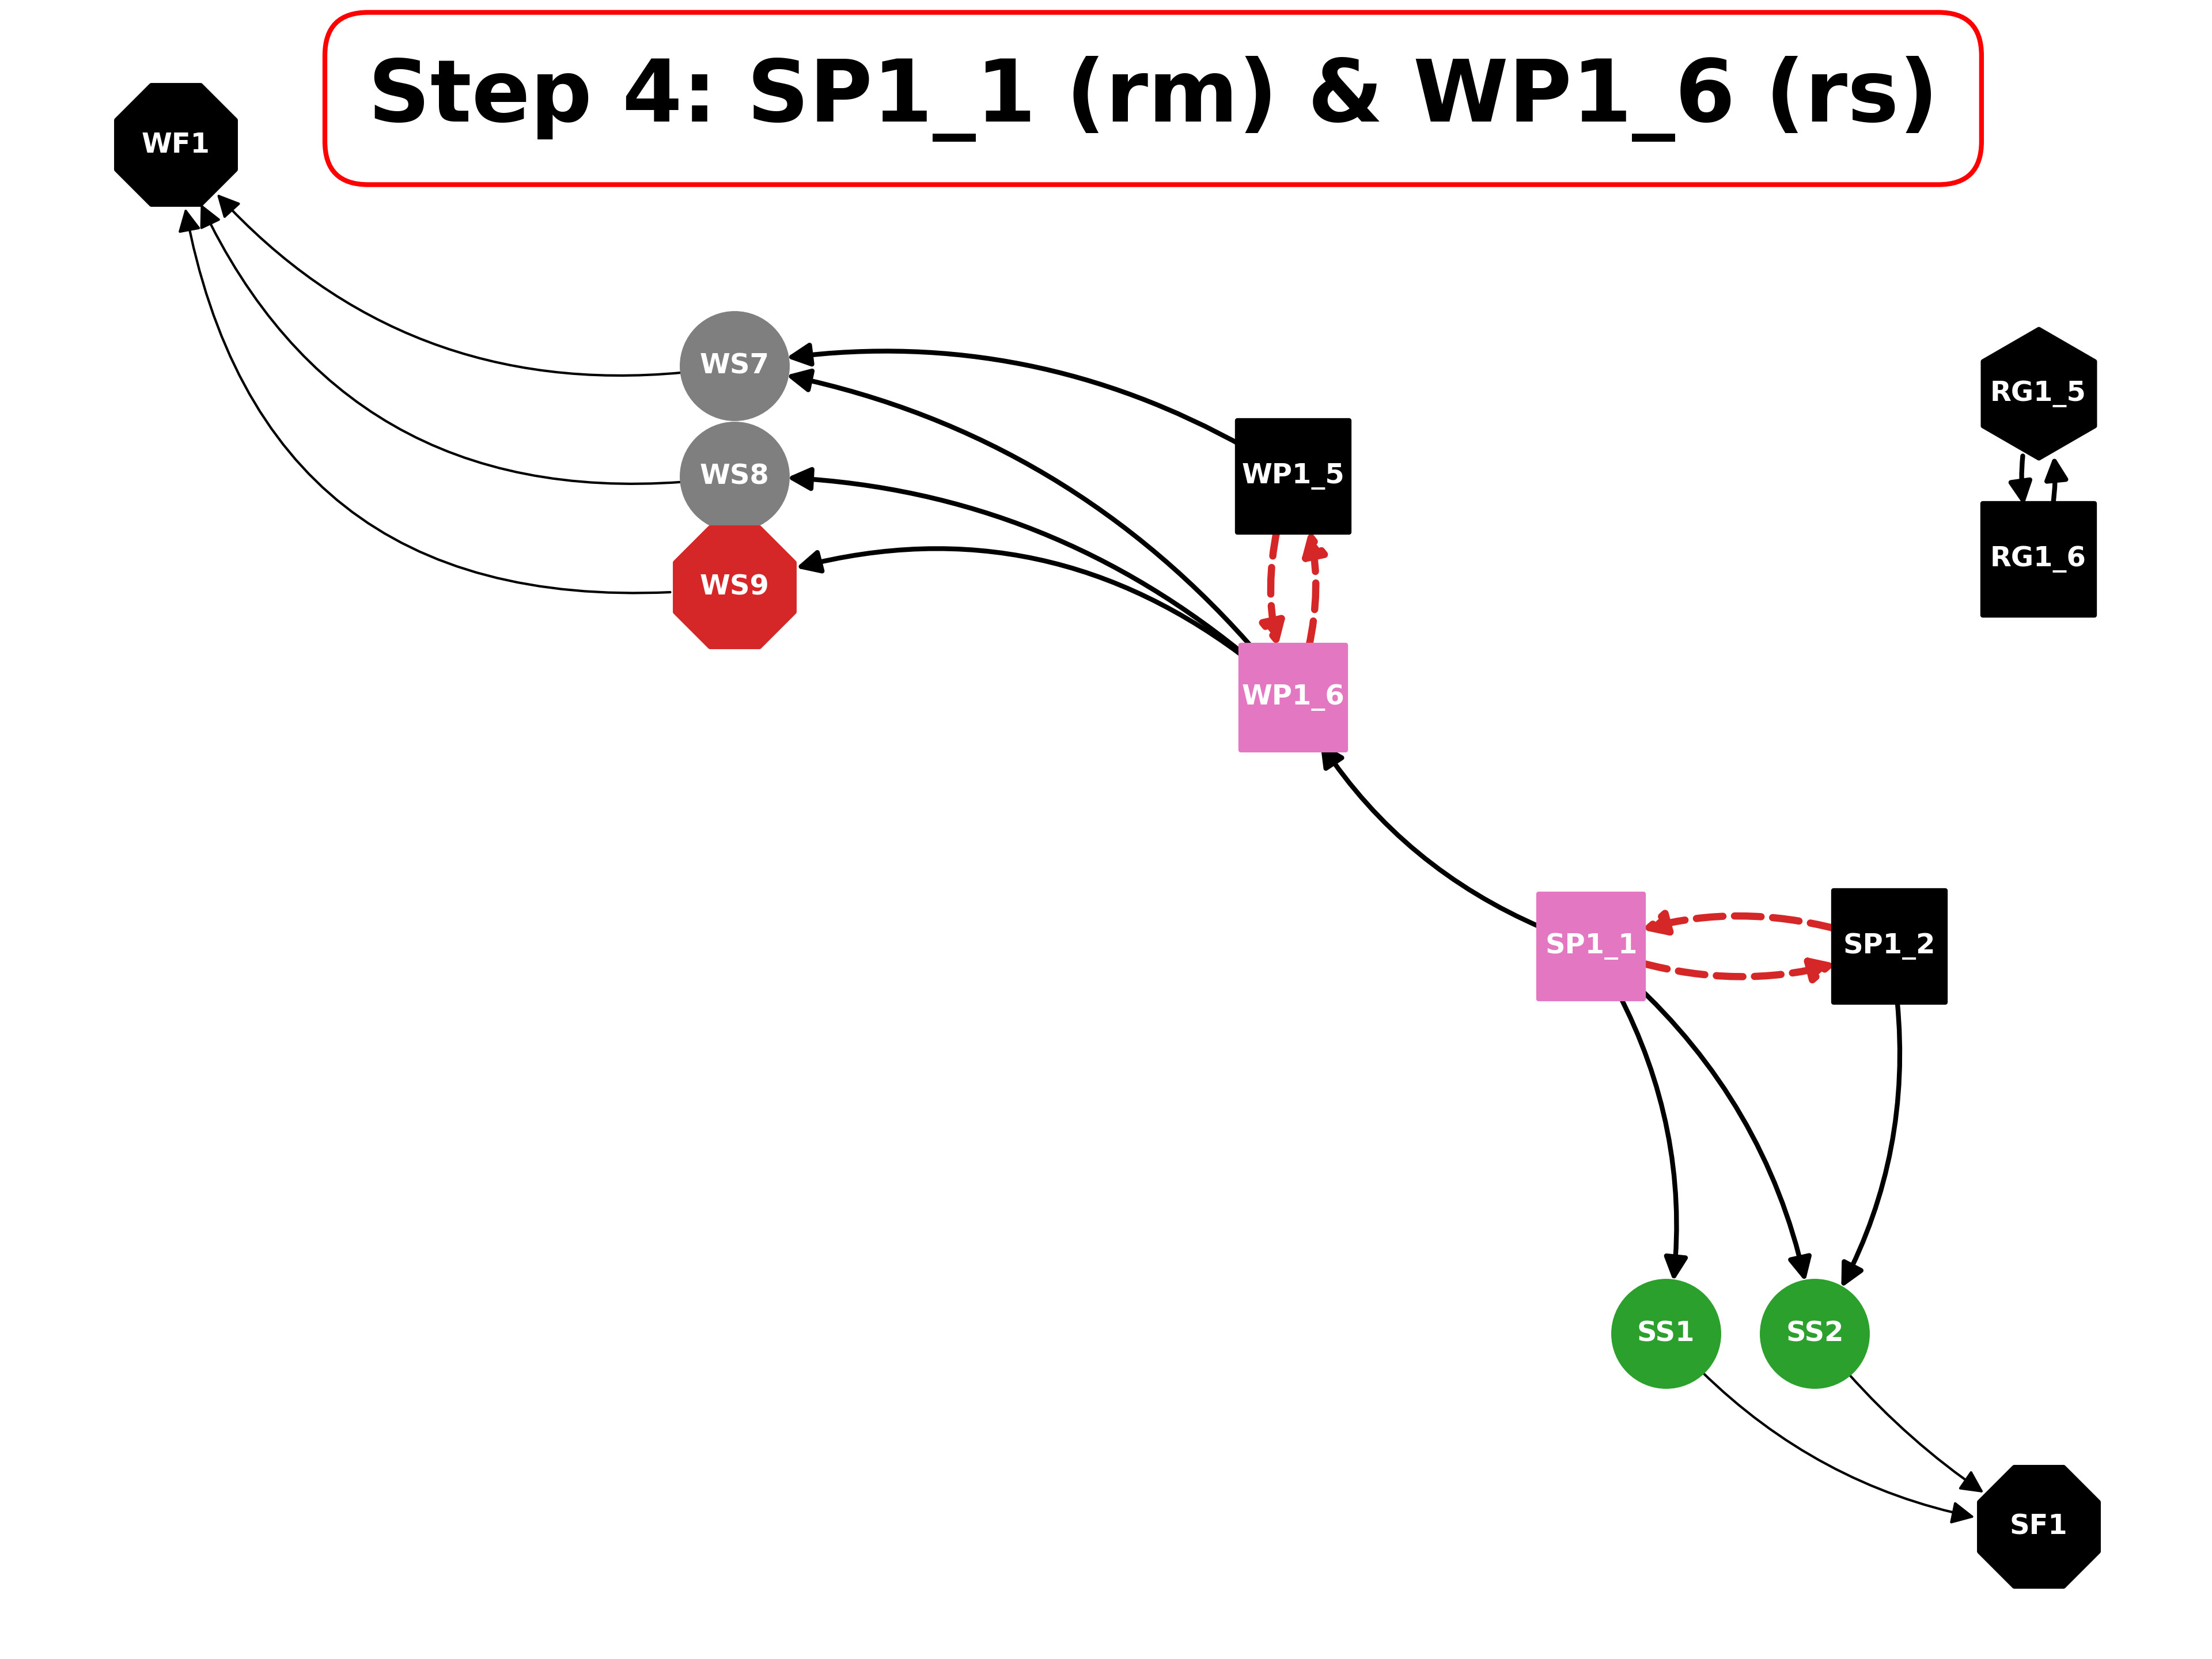 Step 4: SP1_1 (rm) & WP1_6 (rs)
WF1
WS7
RG1_5
WS8
WP1_5
RG1_6
WS9
WP1_6
SP1_1
SP1_2
SS1
SS2
SF1